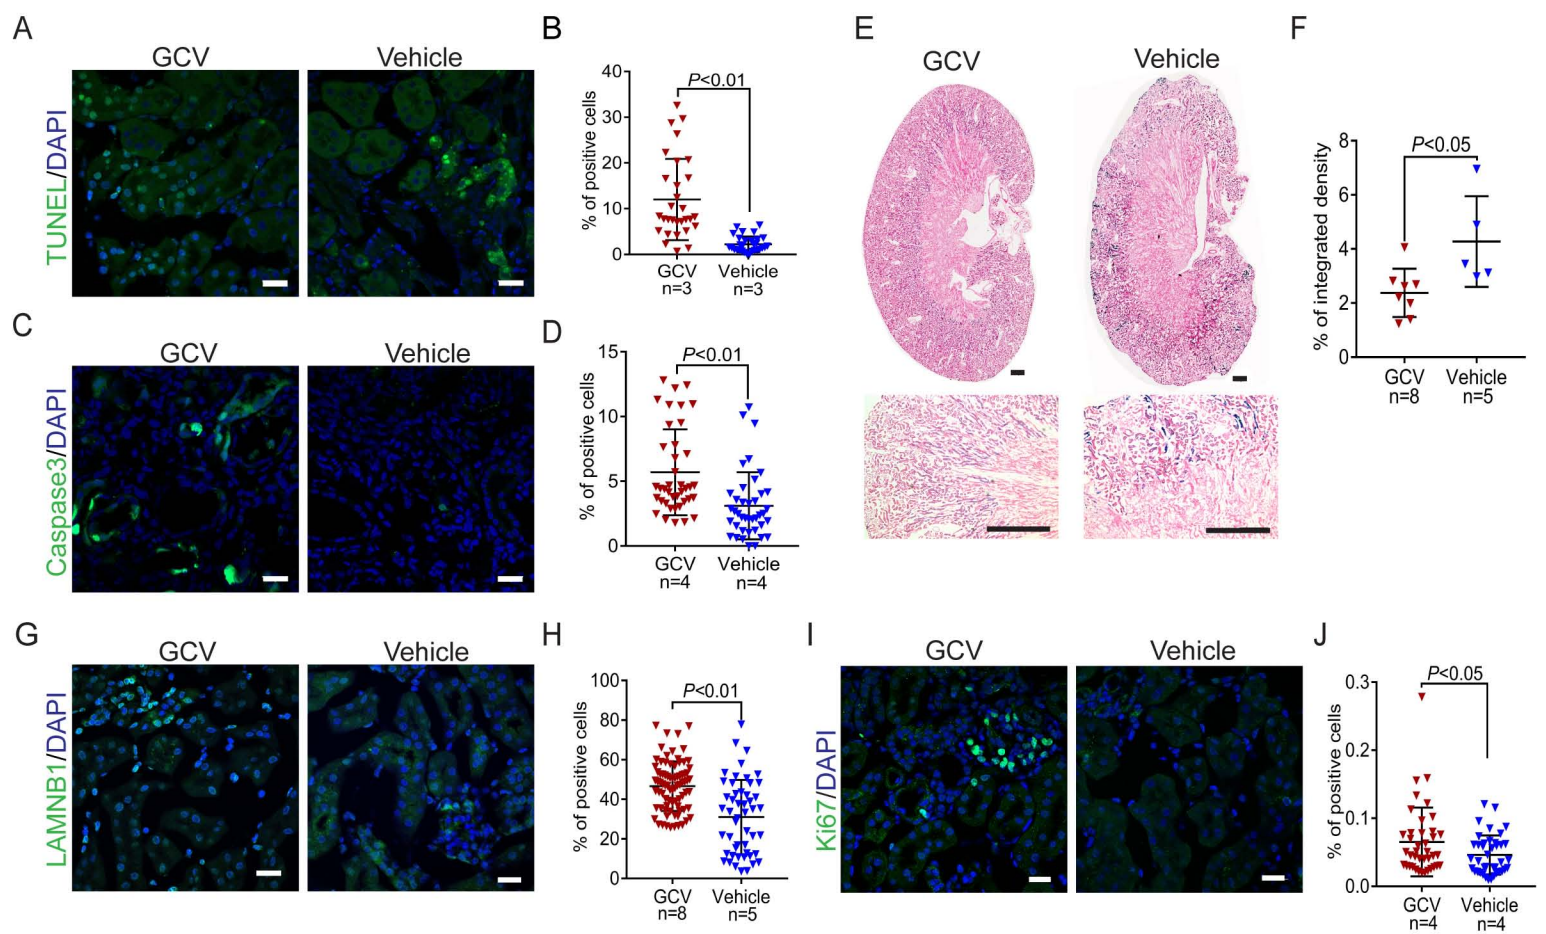 A
GCV
Vehicle
TUNEL/DAPI
B
% of positive cells
40
30
20
10
0
P<0.01
GCV
n=3
Vehicle
n=3
C
GCV
Vehicle
Caspase3/DAPI
D
% of positive cells
15
10
5
0
P<0.01
GCV
n=4
Vehicle
n=4
E
GCV
Vehicle
F
% of integrated density
8
6
4
2
0
P<0.05
GCV
n=8
Vehicle
n=5
G
GCV
Vehicle
LAMNB1/DAPI
H
% of positive cells
100
80
60
40
20
0
P<0.01
GCV
n=8
Vehicle
n=5
I
GCV
Vehicle
Ki67/DAPI
J
% of positive cells
0.3
0.2
0.1
0.0
P<0.05
GCV
n=4
Vehicle
n=4